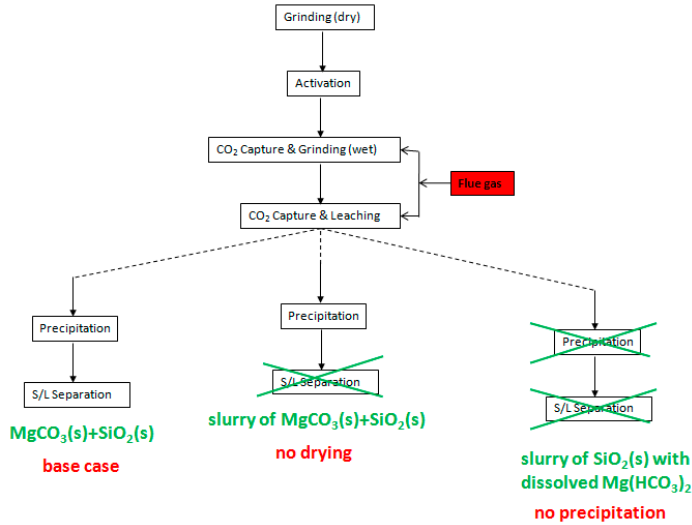 Grinding (dry)
Activation
CO₂ Capture & Grinding (wet)
Flue gas
CO₂ Capture & Leaching
Precipitation
S/L Separation
MgCO₃(s)+SiO₂(s)
base case
Precipitation
S/L Separation
slurry of MgCO₃(s)+SiO₂(s)
no drying
Precipitation
S/L Separation
slurry of SiO₂(s) with
dissolved Mg(HCO₃)₂
no precipitation